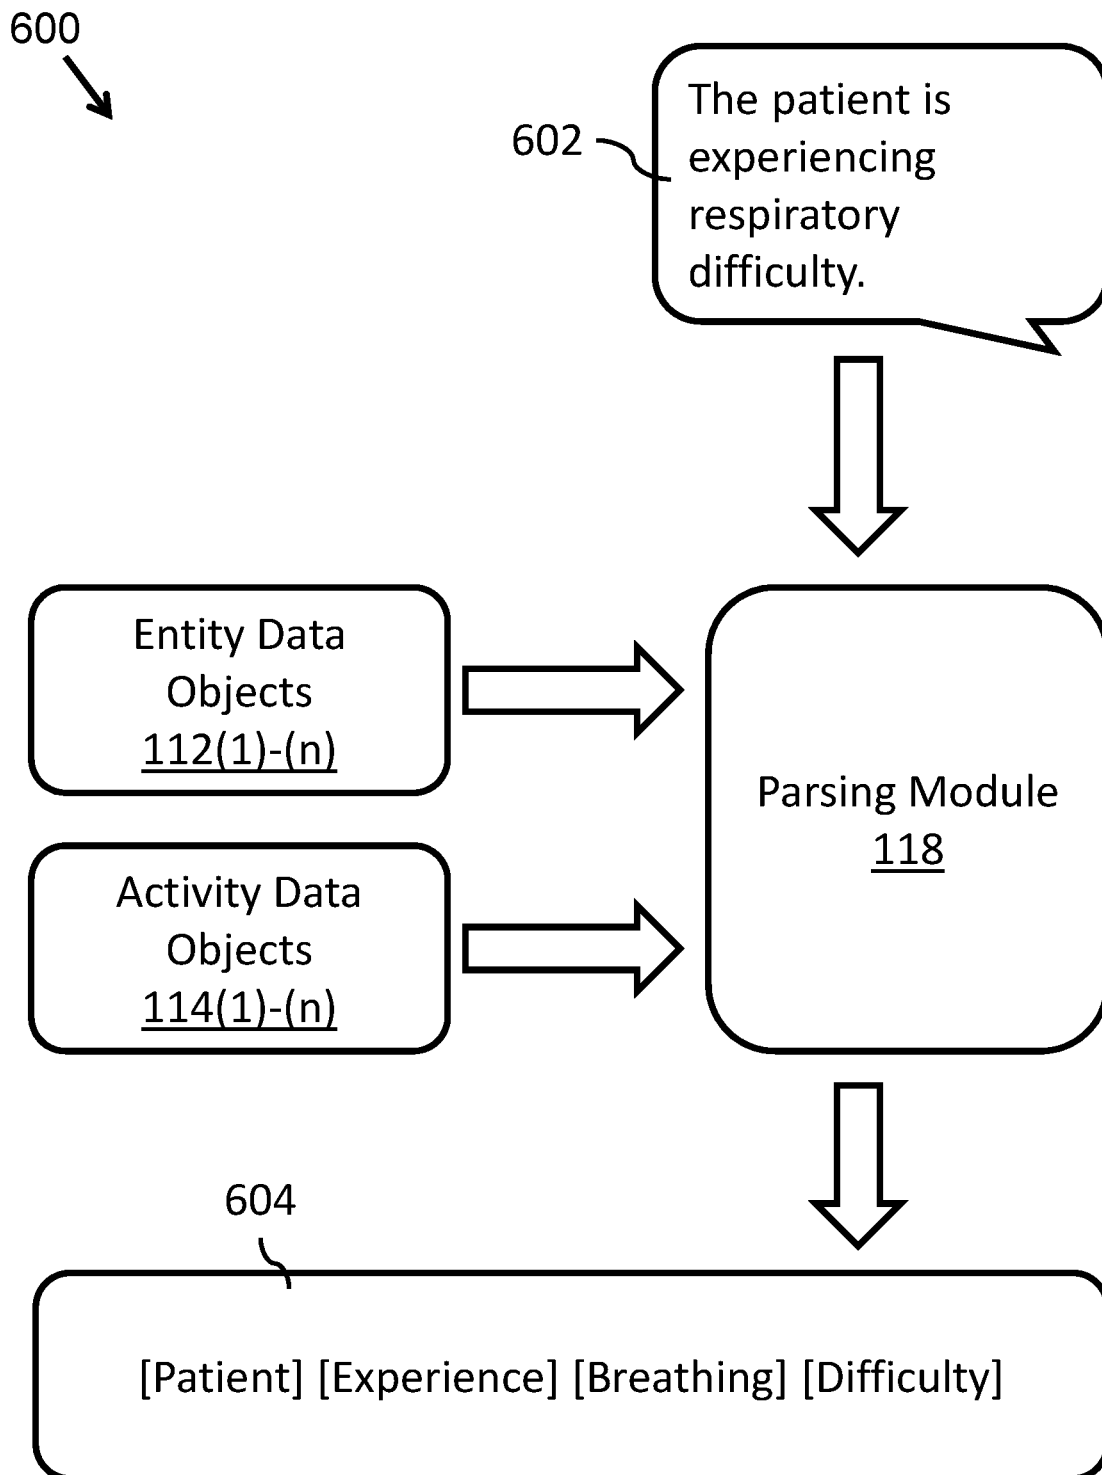 600
The patient is
experiencing
respiratory
difficulty.
602
Entity Data
Objects
112(1)-(n)
Parsing Module
118
Activity Data
Objects
114(1)-(n)
604
[Patient] [Experience] [Breathing] [Difficulty]